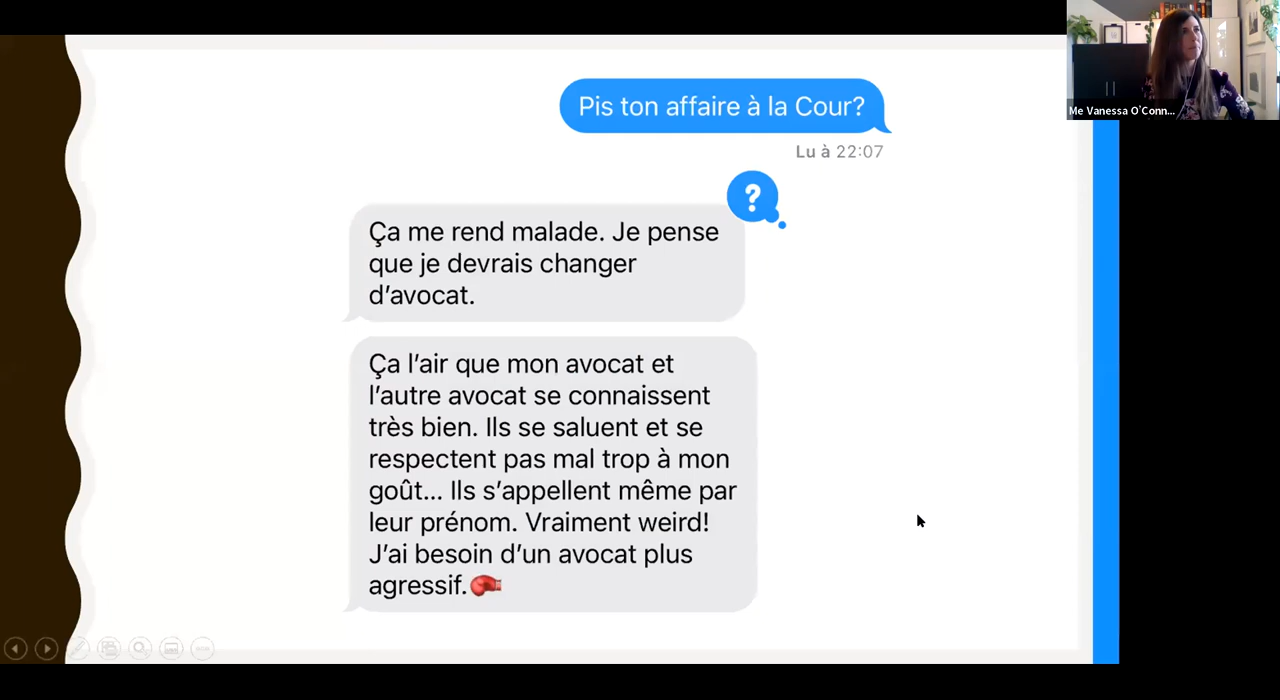 Pis ton affaire à la Cour?
Me Vanessa O'Conn...
Lu à 22:07
?
Ça me rend malade. Je pense
que je devrais changer
d'avocat.
Ça l'air que mon avocat et
l'autre avocat se connaissent
très bien. Ils se saluent et se
respectent pas mal trop à mon
goût... Ils s'appellent même par
leur prénom. Vraiment weird!
J'ai besoin d'un avocat plus
agressif.🥊